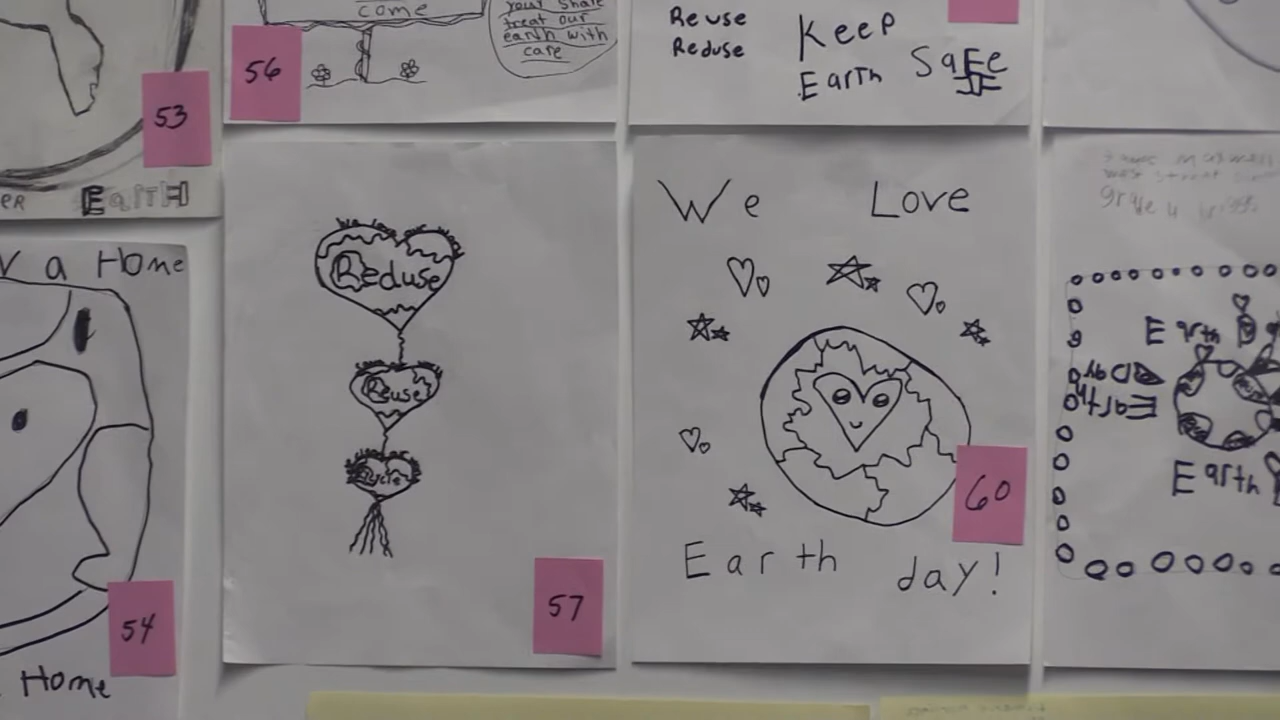 come
your share
treat our
earth with
care
56
Reuse
Reduse
Keep
Earth Safe
53
EartH
a Home
54
Home
Reduse
Reuse
57
We Love
Earth day!
60
Earth
Earth
Day
Earth